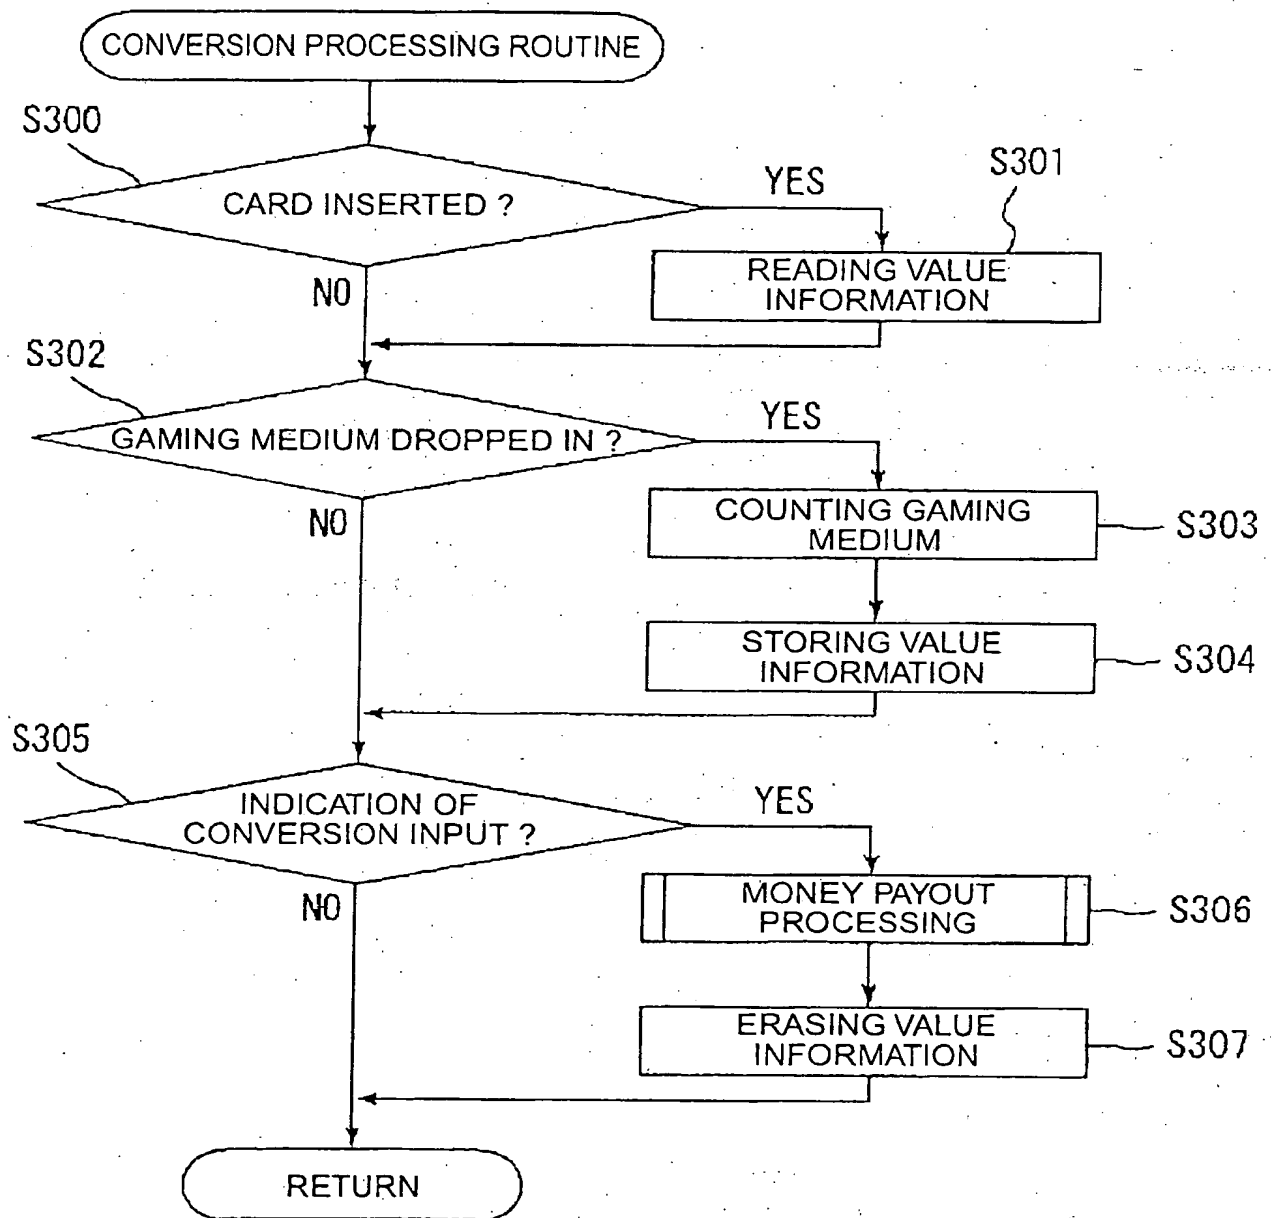 CONVERSION PROCESSING ROUTINE
S300
CARD INSERTED ?
YES
S301
READING VALUE
INFORMATION
NO
S302
GAMING MEDIUM DROPPED IN ?
YES
COUNTING GAMING
MEDIUM
S303
NO
STORING VALUE
INFORMATION
S304
S305
INDICATION OF
CONVERSION INPUT ?
YES
NO
MONEY PAYOUT
PROCESSING
S306
ERASING VALUE
INFORMATION
S307
RETURN